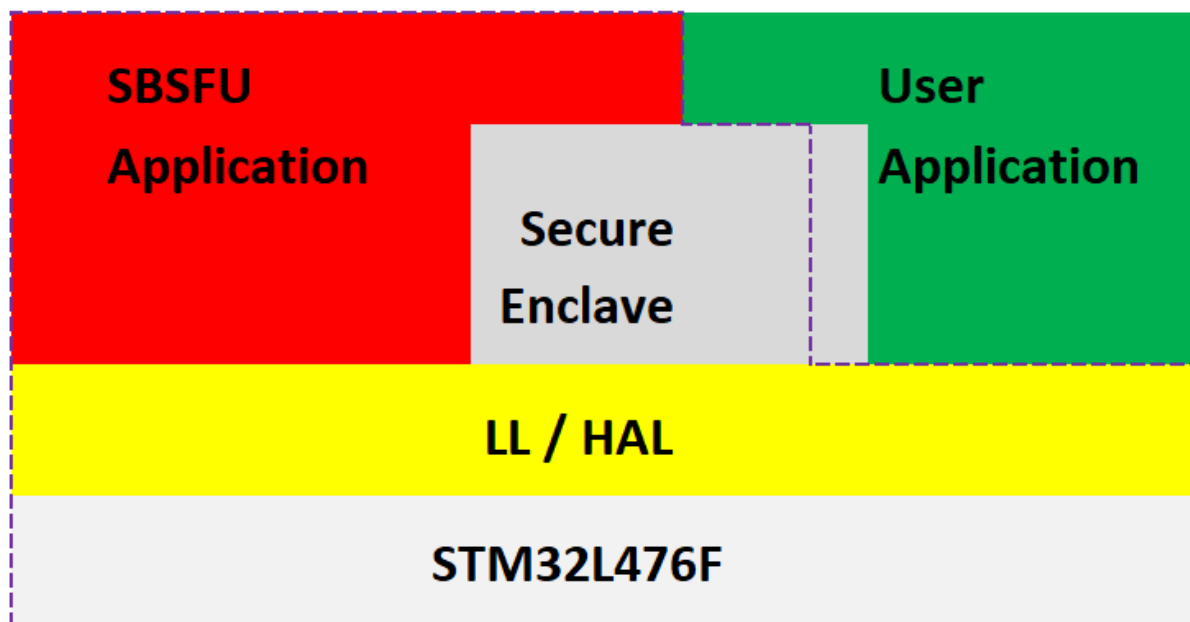 SBSFU
Application
User
Application
Secure
Enclave
LL / HAL
STM32L476F